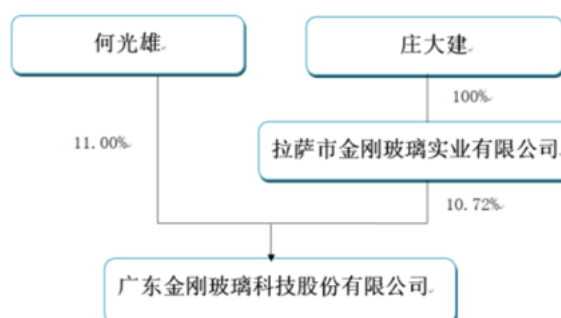 何光雄
庄大建
100%
11.00%
拉萨市金刚玻璃实业有限公司
10.72%
广东金刚玻璃科技股份有限公司